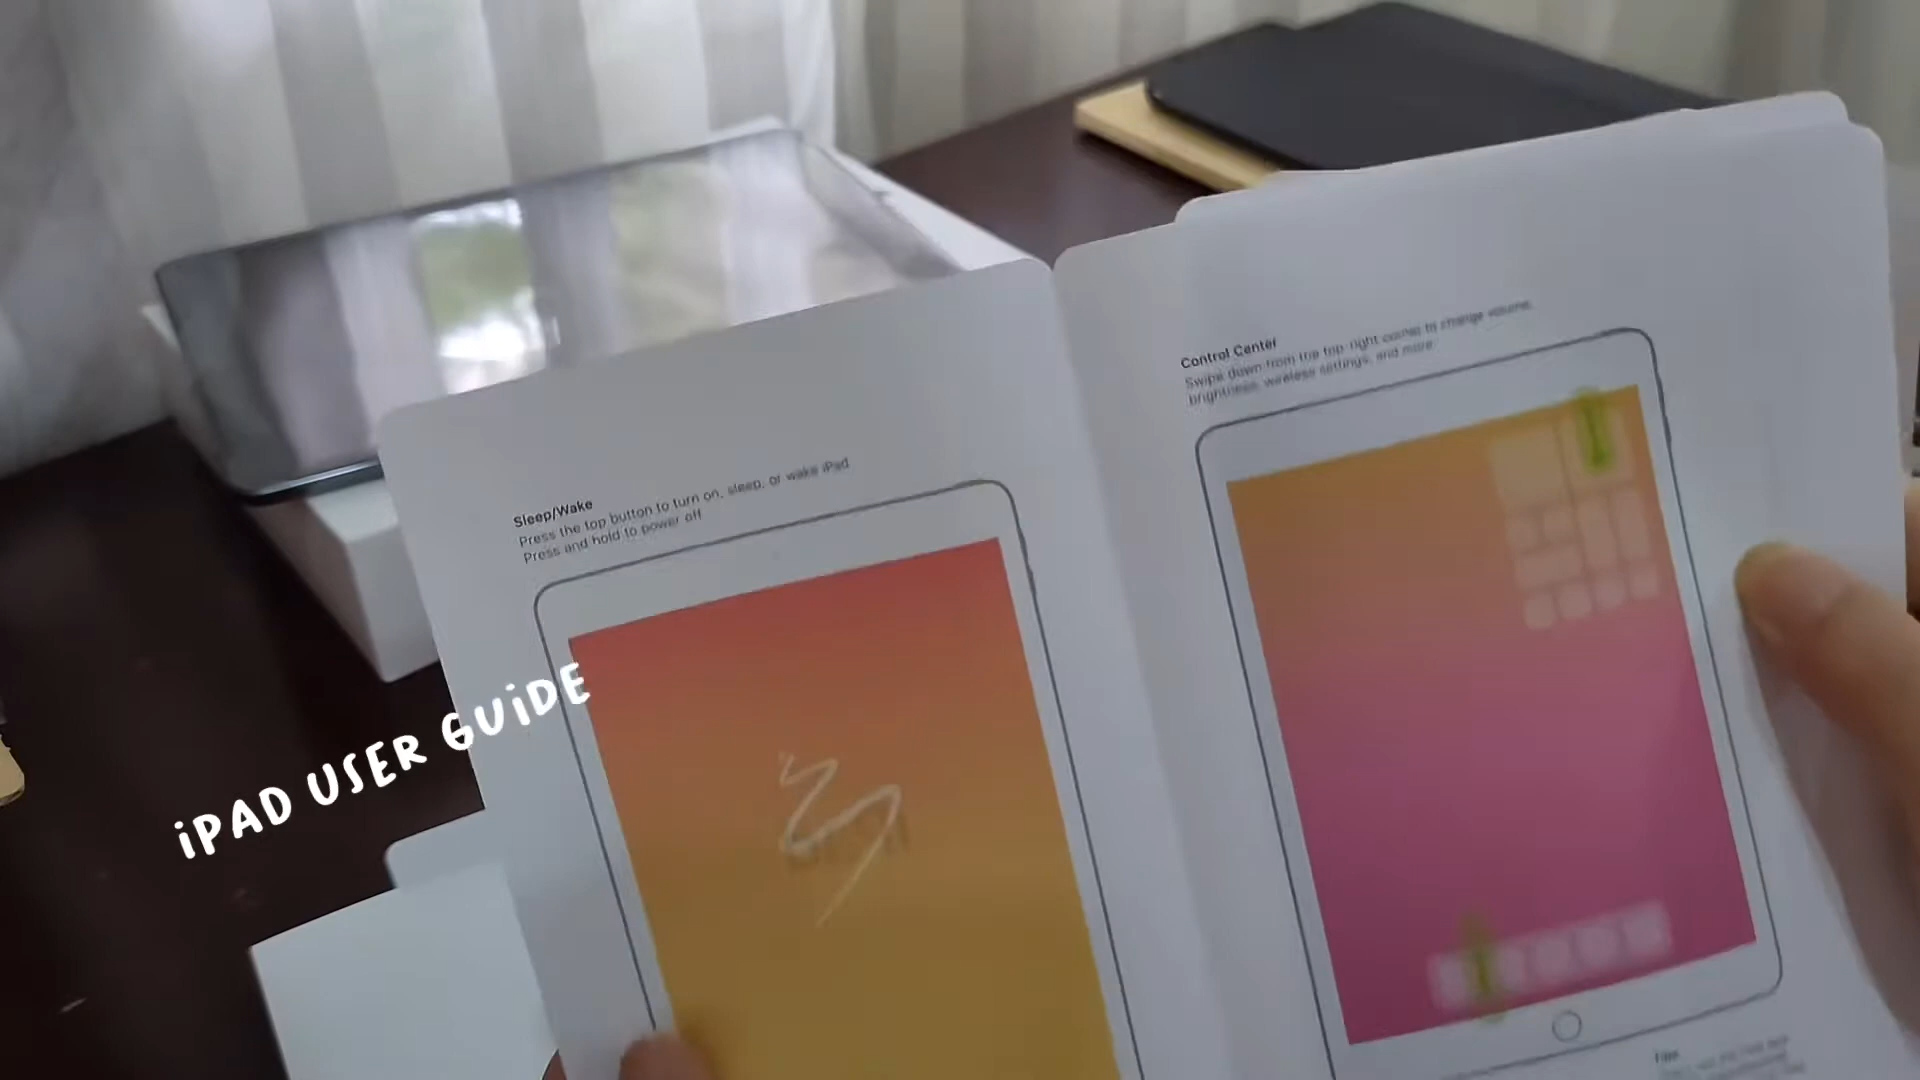 Sleep/Wake
Press the top button to turn on, sleep, or wake iPad.
Press and hold to power off.
Control Center
Swipe down from the top-right corner to change volume,
brightness, wireless settings, and more.
iPAD USER GUiDE
Files